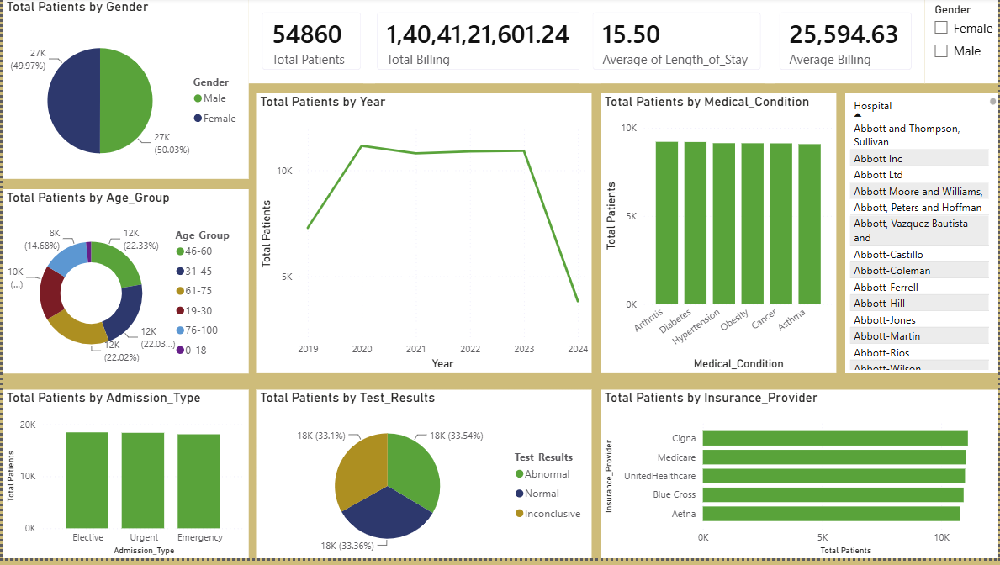 Total Patients by Gender
27K
(49.97%)
27K
(50.03%)
Gender
Male
Female
54860
Total Patients
1,40,41,21,601.24
Total Billing
15.50
Average of Length_of_Stay
25,594.63
Average Billing
Gender
Female
Male
Total Patients by Age_Group
8K
(14.68%)
12K
(22.33%)
10K
(...)
12K
(22.03...)
12K
(22.02%)
Age_Group
46-60
31-45
61-75
19-30
76-100
0-18
Total Patients by Year
Total Patients
10K
5K
2019 2020 2021 2022 2023 2024
Year
Total Patients by Medical_Condition
Total Patients
10K
5K
0K
Arthritis Diabetes Hypertension Obesity Cancer Asthma
Medical_Condition
Hospital
Abbott and Thompson,
Sullivan
Abbott Inc
Abbott Ltd
Abbott Moore and Williams,
Abbott, Peters and Hoffman
Abbott, Vazquez Bautista
and
Abbott-Castillo
Abbott-Coleman
Abbott-Ferrell
Abbott-Hill
Abbott-Jones
Abbott-Martin
Abbott-Rios
Abbott-Wilson
Total Patients by Admission_Type
Total Patients
20K
10K
0K
Elective Urgent Emergency
Admission_Type
Total Patients by Test_Results
18K (33.1%)
18K (33.54%)
18K (33.36%)
Test_Results
Abnormal
Normal
Inconclusive
Total Patients by Insurance_Provider
Insurance_Provider
Cigna
Medicare
UnitedHealthcare
Blue Cross
Aetna
0K 5K 10K
Total Patients